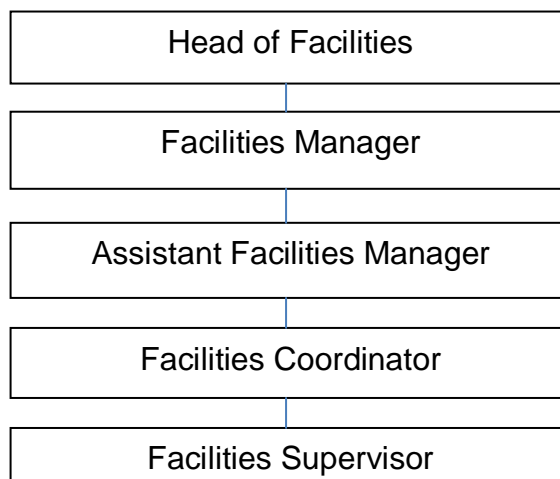 Head of Facilities
Facilities Manager
Assistant Facilities Manager
Facilities Coordinator
Facilities Supervisor